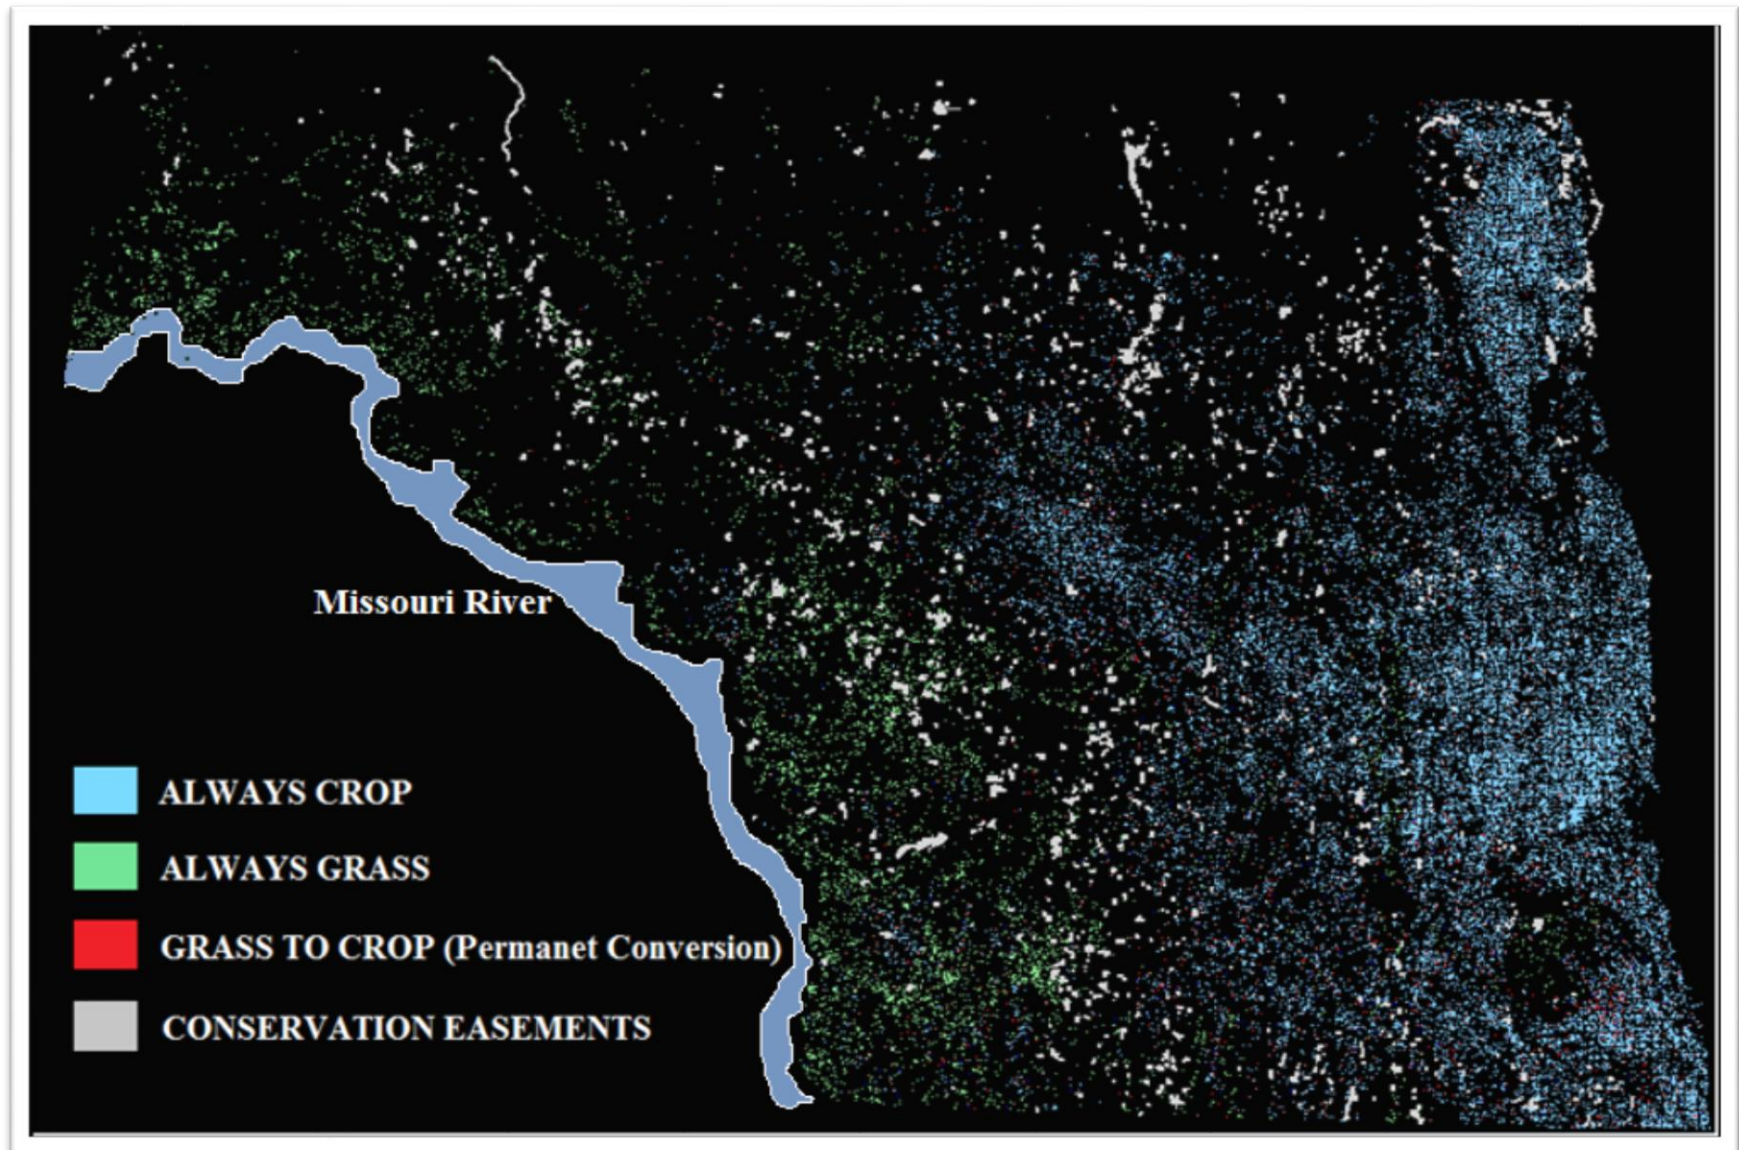 Missouri River
ALWAYS CROP
ALWAYS GRASS
GRASS TO CROP (Permanet Conversion)
CONSERVATION EASEMENTS